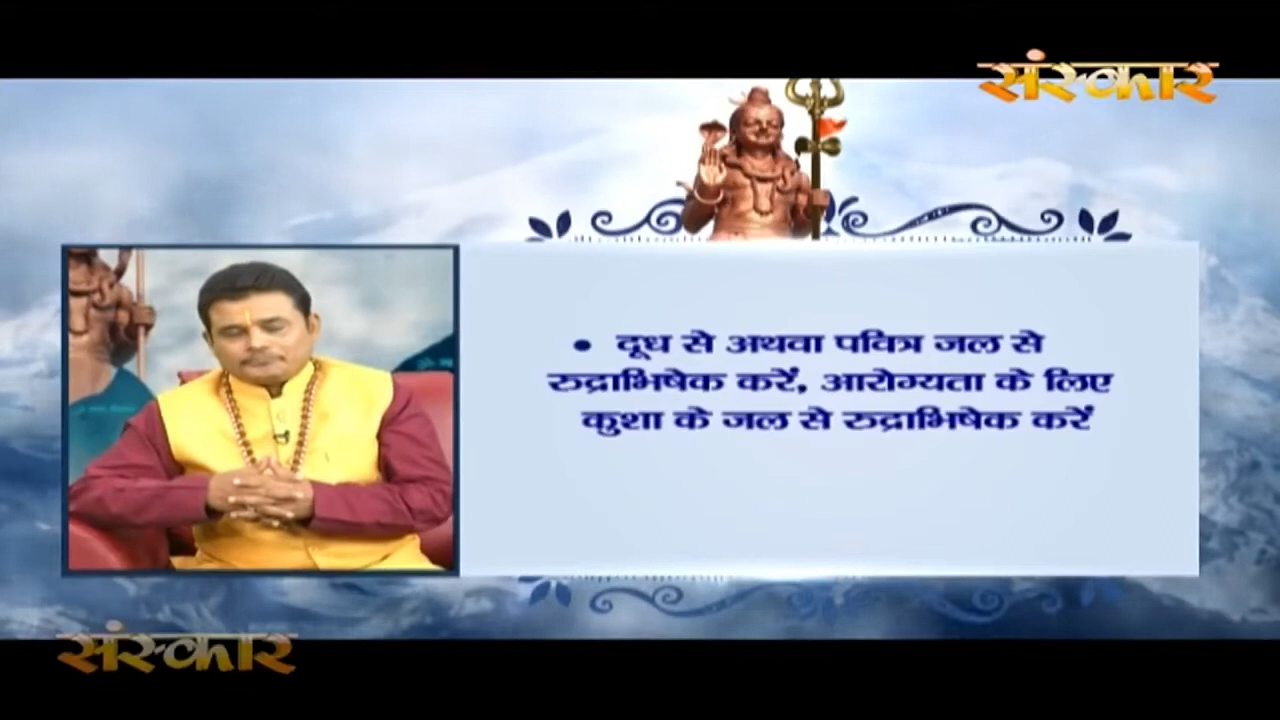 संस्कार
• दूध से अथवा पवित्र जल से
रुद्राभिषेक करें, आरोग्यता के लिए
कुशा के जल से रुद्राभिषेक करें
संस्कार